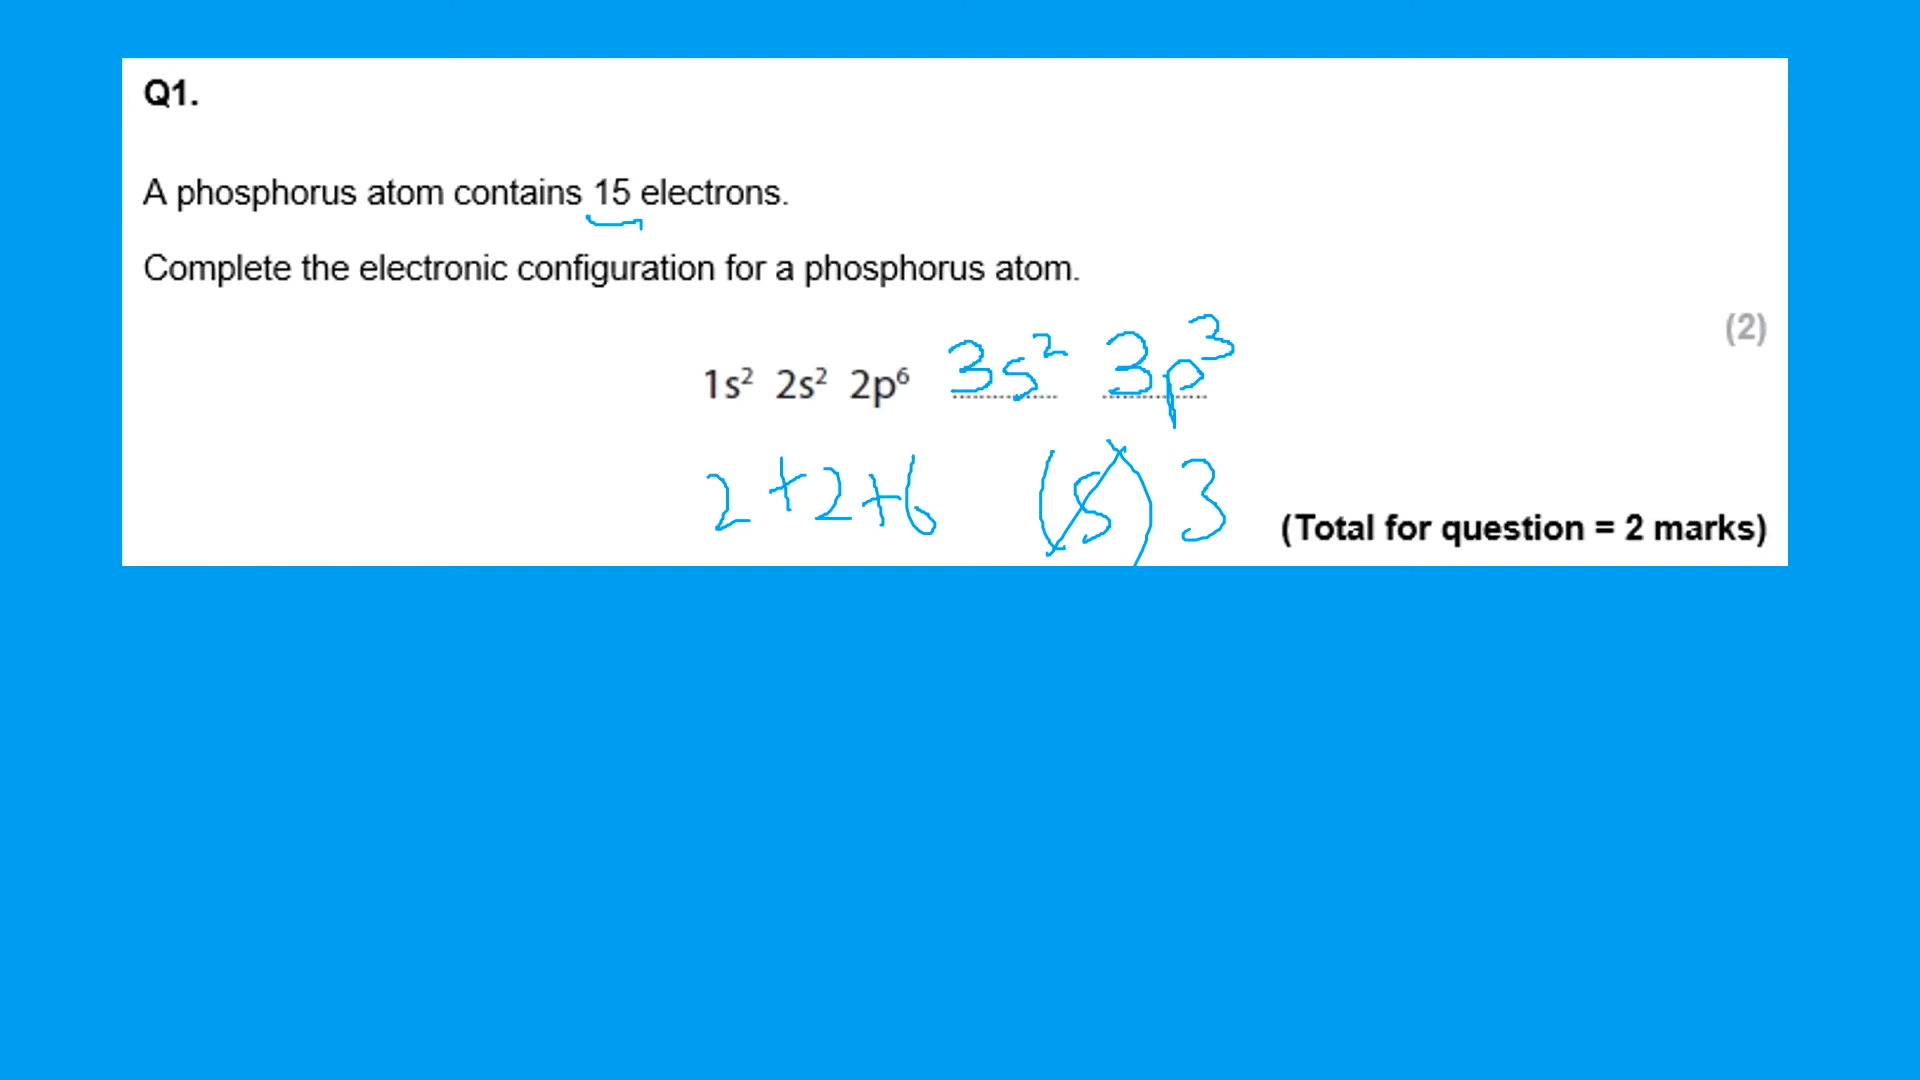 Q1.
A phosphorus atom contains 15 electrons.
Complete the electronic configuration for a phosphorus atom.
(2)
1s² 2s² 2p⁶ 3s² 3p³
2+2+6 (5) 3
(Total for question = 2 marks)